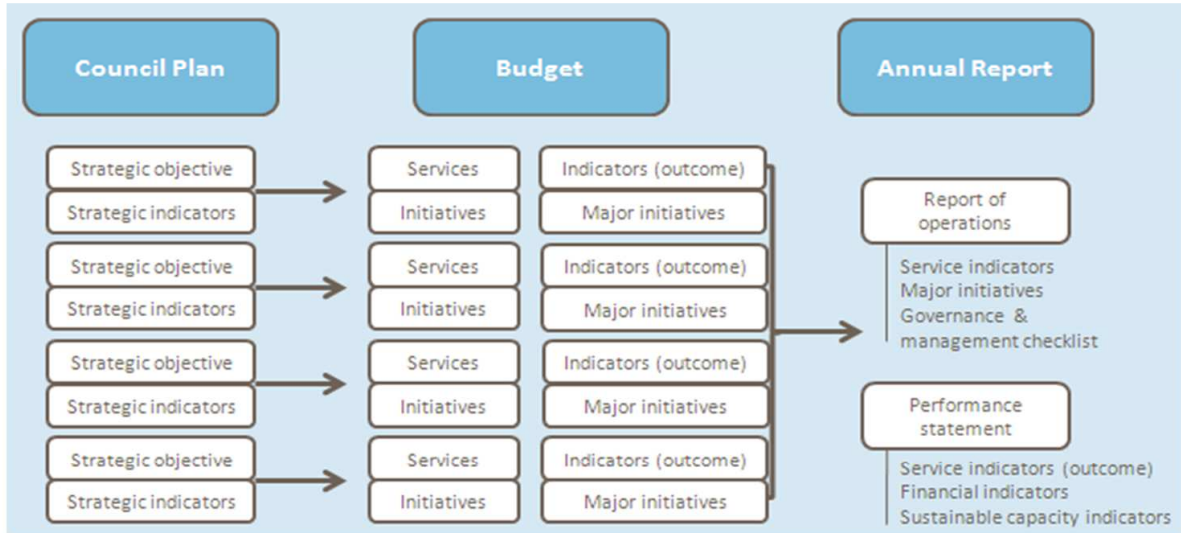 Council Plan
Budget
Annual Report
Strategic objective
Strategic indicators
Strategic objective
Strategic indicators
Strategic objective
Strategic indicators
Strategic objective
Strategic indicators
Services
Initiatives
Services
Initiatives
Services
Initiatives
Services
Initiatives
Indicators (outcome)
Major initiatives
Indicators (outcome)
Major initiatives
Indicators (outcome)
Major initiatives
Indicators (outcome)
Major initiatives
Report of
operations
Service indicators
Major initiatives
Governance &
management checklist
Performance
statement
Service indicators (outcome)
Financial indicators
Sustainable capacity indicators